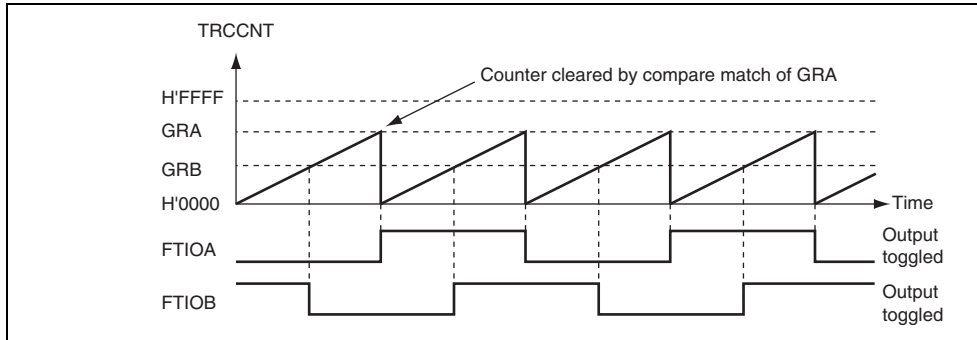 TRCCNT
Counter cleared by compare match of GRA
H'FFFF
GRA
GRB
H'0000
Time
FTIOA
Output
toggled
FTIOB
Output
toggled